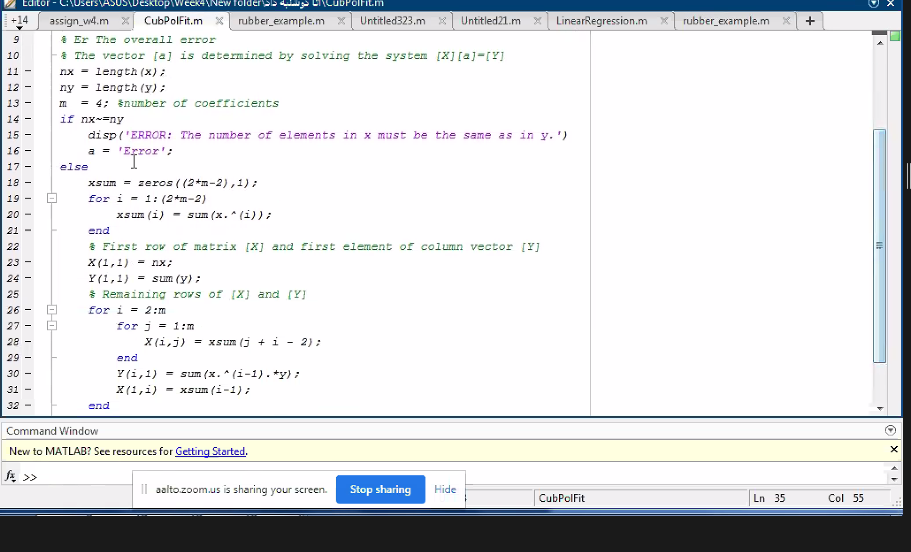 Editor - C:\Users\ASUS\Desktop\Week4\New folder\آنا دوشنبه داد\CubPolFit.m
+14 assign_w4.m CubPolFit.m rubber_example.m Untitled323.m Untitled21.m LinearRegression.m rubber_example.m
9 % Er The overall error
10 % The vector [a] is determined by solving the system [X][a]=[Y]
11 nx = length(x);
12 ny = length(y);
13 m = 4; %number of coefficients
14 if nx~=ny
15 disp('ERROR: The number of elements in x must be the same as in y.')
16 a = 'Error';
17 else
18 xsum = zeros((2*m-2),1);
19 for i = 1:(2*m-2)
20 xsum(i) = sum(x.^(i));
21 end
22 % First row of matrix [X] and first element of column vector [Y]
23 X(1,1) = nx;
24 Y(1,1) = sum(y);
25 % Remaining rows of [X] and [Y]
26 for i = 2:m
27 for j = 1:m
28 X(i,j) = xsum(j + i - 2);
29 end
30 Y(i,1) = sum(x.^(i-1).*y);
31 X(1,i) = xsum(i-1);
32 end
Command Window
New to MATLAB? See resources for Getting Started.
fx >>
aalto.zoom.us is sharing your screen. Stop sharing Hide
CubPolFit Ln 35 Col 55